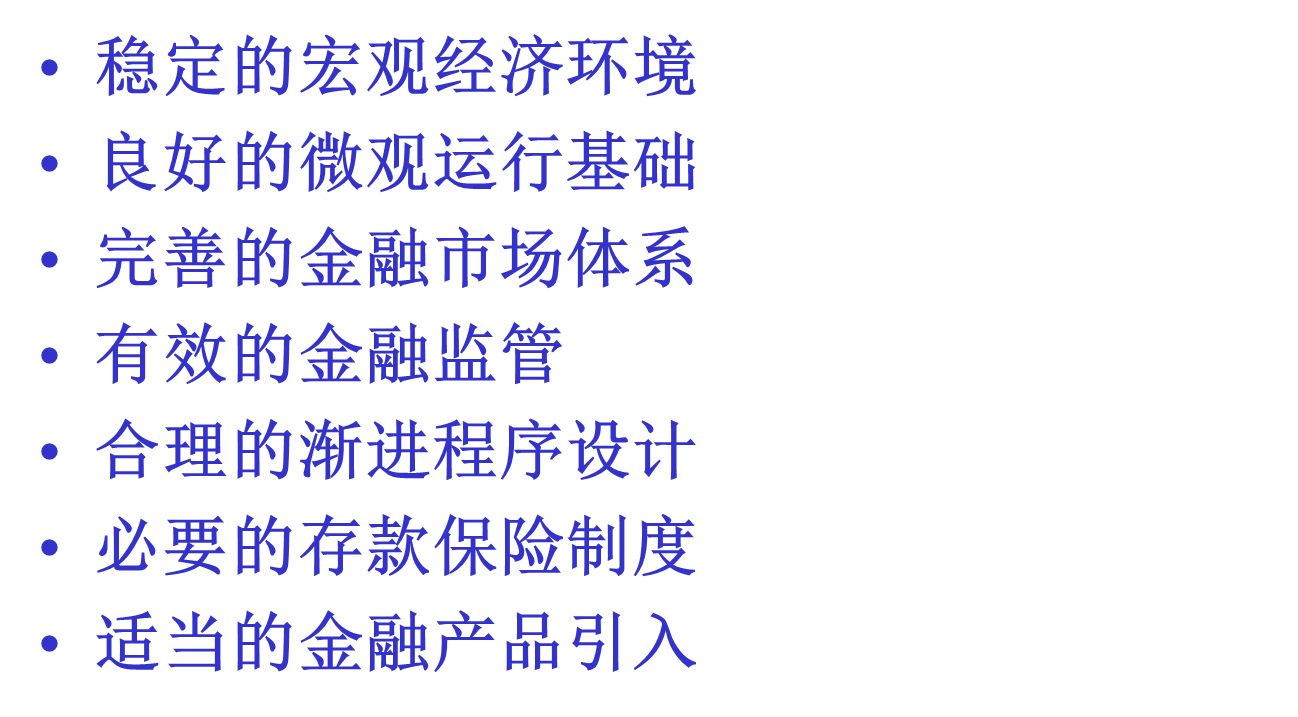 • 稳定的宏观经济环境
• 良好的微观运行基础
• 完善的金融市场体系
• 有效的金融监管
• 合理的渐进程序设计
• 必要的存款保险制度
• 适当的金融产品引入